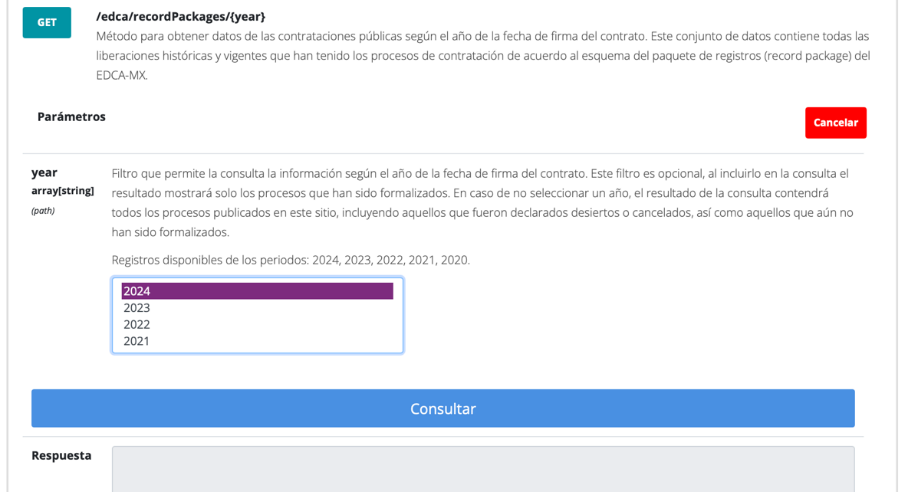 GET
/edca/recordPackages/{year}
Método para obtener datos de las contrataciones públicas según el año de la fecha de firma del contrato. Este conjunto de datos contiene todas las
liberaciones históricas y vigentes que han tenido los procesos de contratación de acuerdo al esquema del paquete de registros (record package) del
EDCA-MX.
Parámetros
Cancelar
year
array[string]
(path)
Filtro que permite la consulta la información según el año de la fecha de firma del contrato. Este filtro es opcional, al incluirlo en la consulta el
resultado mostrará solo los procesos que han sido formalizados. En caso de no seleccionar un año, el resultado de la consulta contendrá
todos los procesos publicados en este sitio, incluyendo aquellos que fueron declarados desiertos o cancelados, así como aquellos que aún no
han sido formalizados.
Registros disponibles de los periodos: 2024, 2023, 2022, 2021, 2020.
2024
2023
2022
2021
Consultar
Respuesta